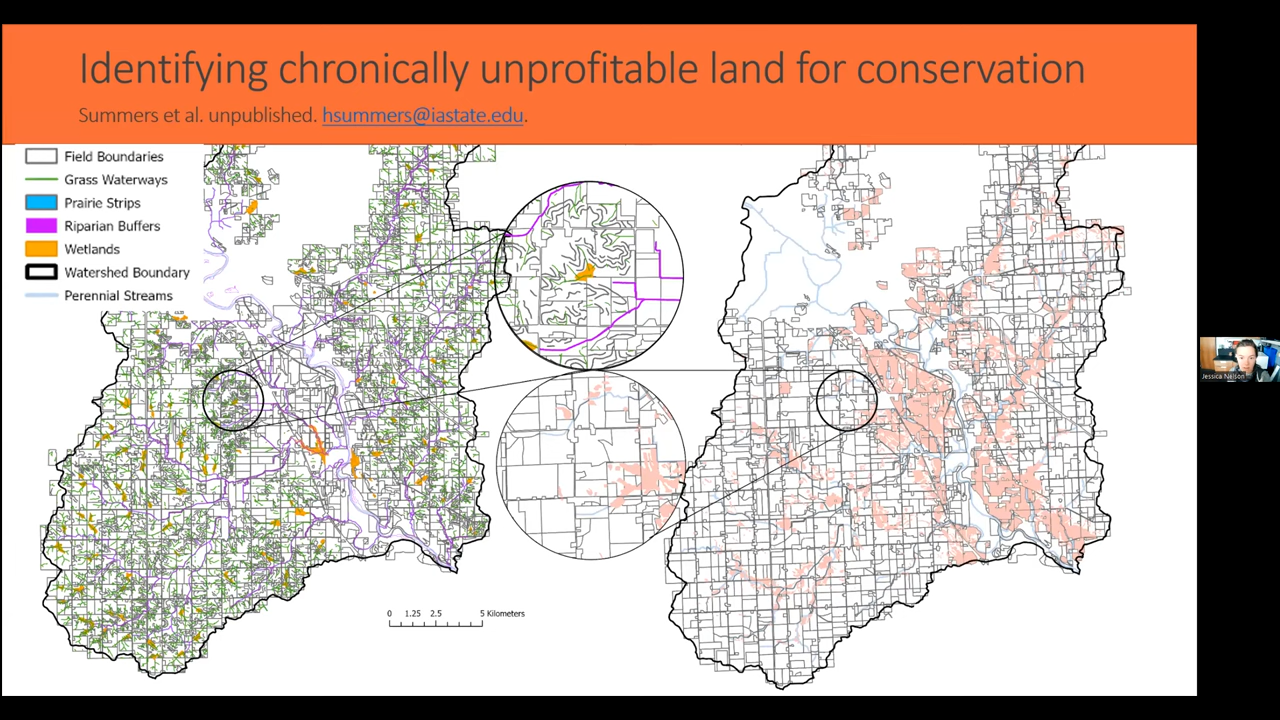 Identifying chronically unprofitable land for conservation
Summers et al. unpublished. hsummers@iastate.edu.
Field Boundaries
Grass Waterways
Prairie Strips
Riparian Buffers
Wetlands
Watershed Boundary
Perennial Streams
0 1.25 2.5 5 Kilometers
Jessica Nelson